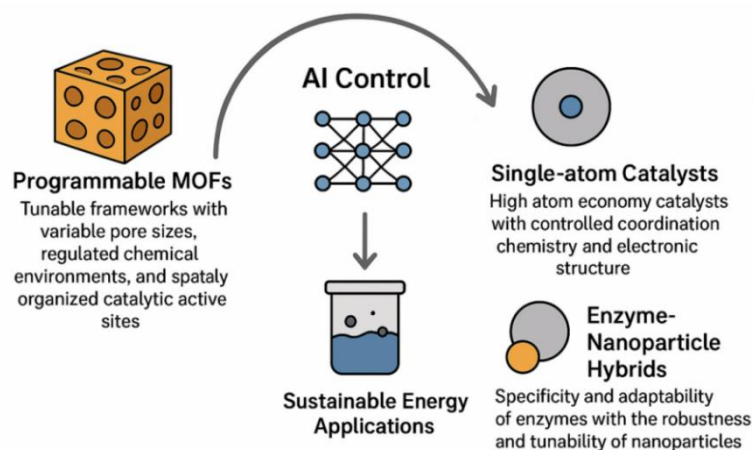 AI Control
Programmable MOFs
Tunable frameworks with
variable pore sizes,
regulated chemical
environments, and spataly
organized catalytic active
sites
Single-atom Catalysts
High atom economy catalysts
with controlled coordination
chemistry and electronic
structure
Sustainable Energy
Applications
Enzyme-
Nanoparticle
Hybrids
Specificity and adaptability
of enzymes with the robustness
and tunability of nanoparticles